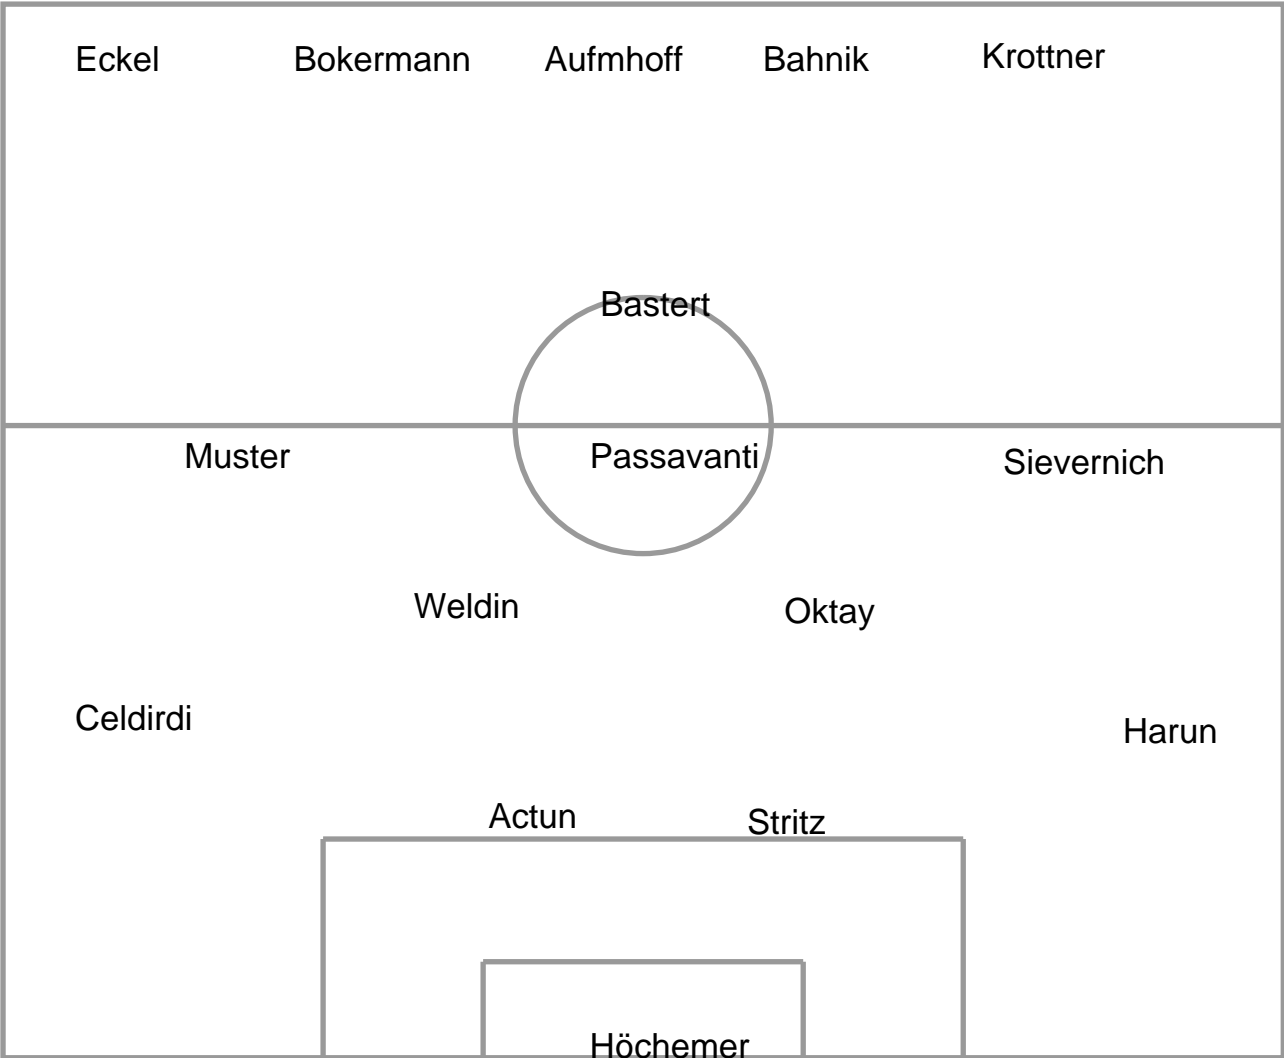 Eckel Bokermann Aufmhoff Bahnik Krottner
Bastert
Muster Passavanti Sievernich
Weldin Oktay
Celdirdi Harun
Actun Stritz
Höchemer